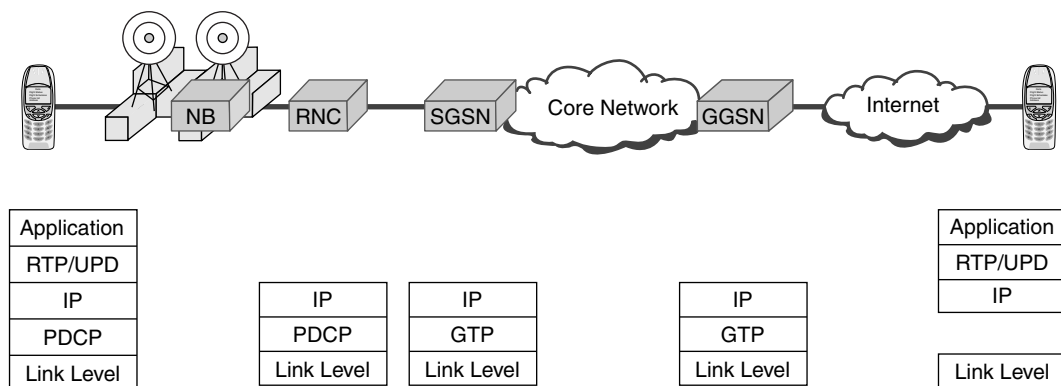 NB
RNC
SGSN
Core Network
GGSN
Internet
Application
RTP/UPD
IP
PDCP
Link Level
IP
PDCP
Link Level
IP
GTP
Link Level
IP
GTP
Link Level
Application
RTP/UPD
IP
Link Level